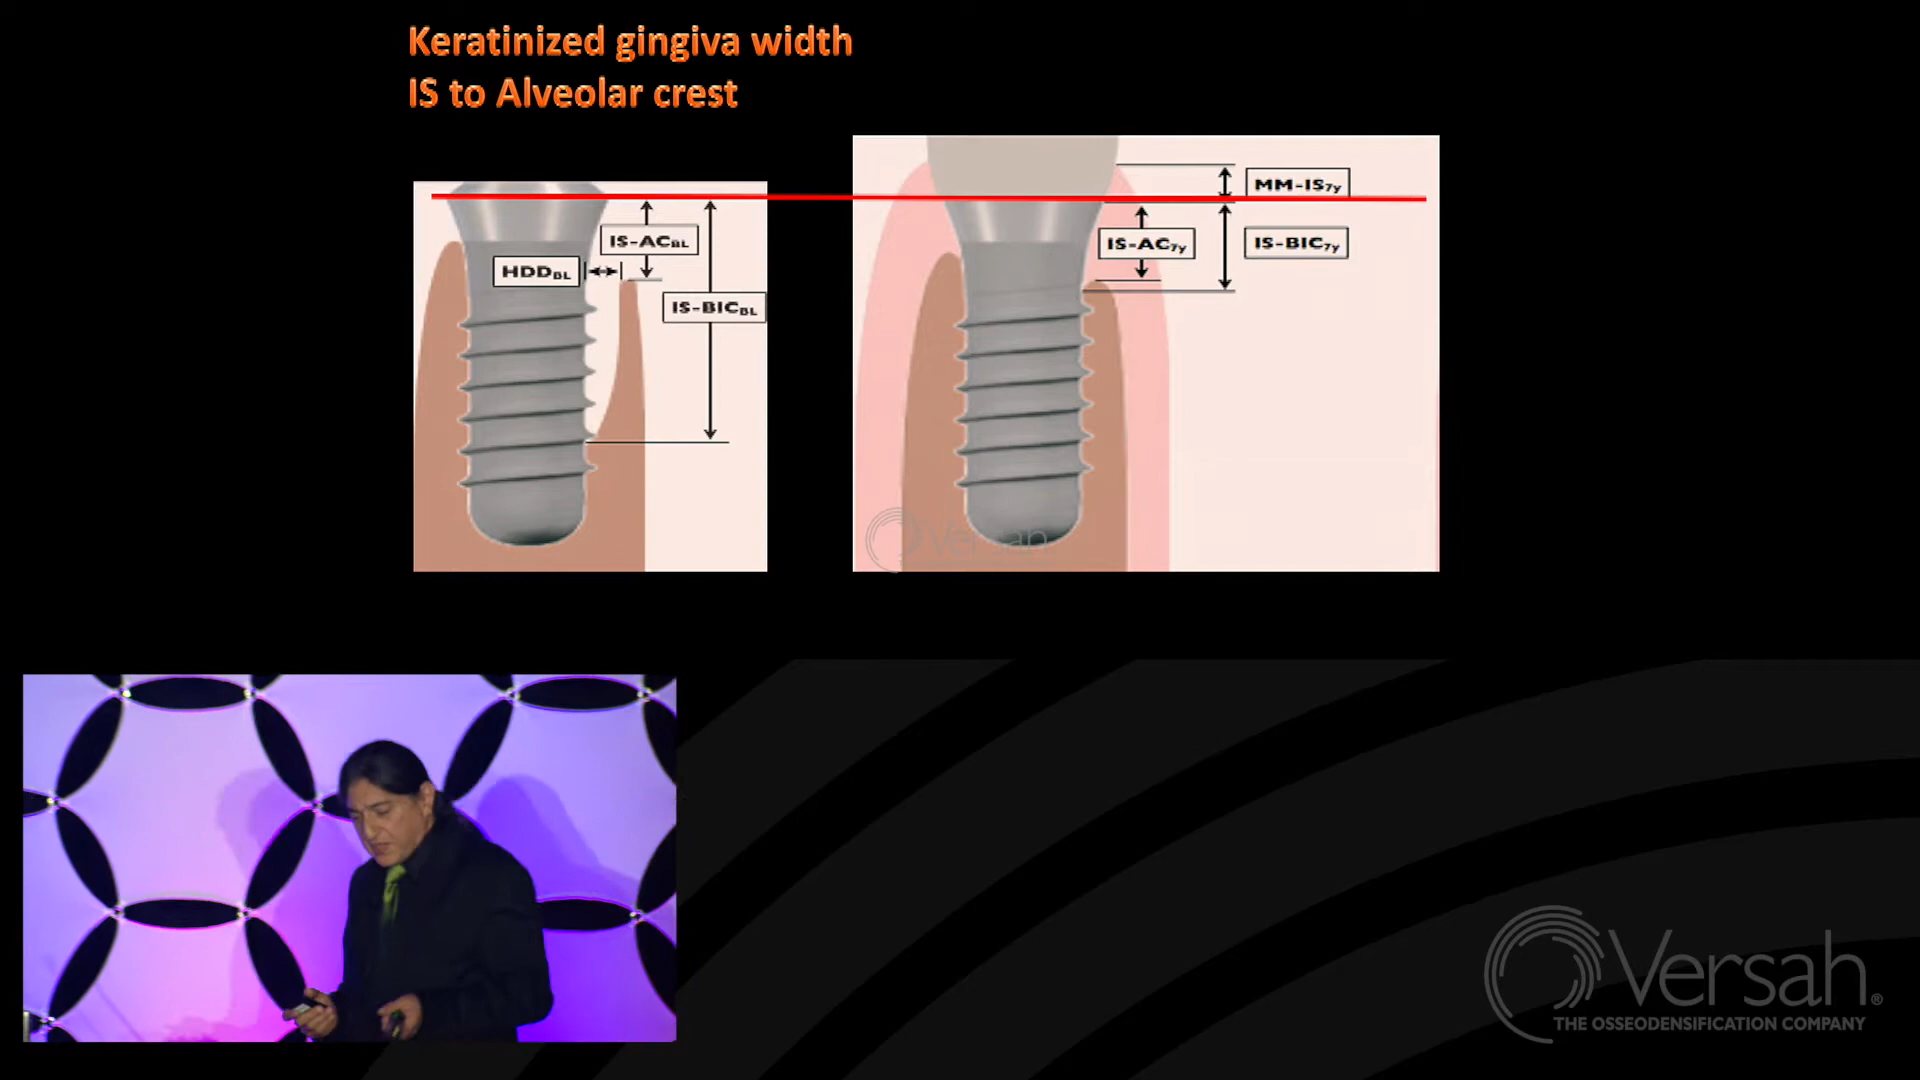 Keratinized gingiva width
IS to Alveolar crest
IS-ACBL
HDDBL
IS-BICBL
MM-IS7y
IS-AC7y
IS-BIC7y
Versah
Versah®
THE OSSEODENSIFICATION COMPANY